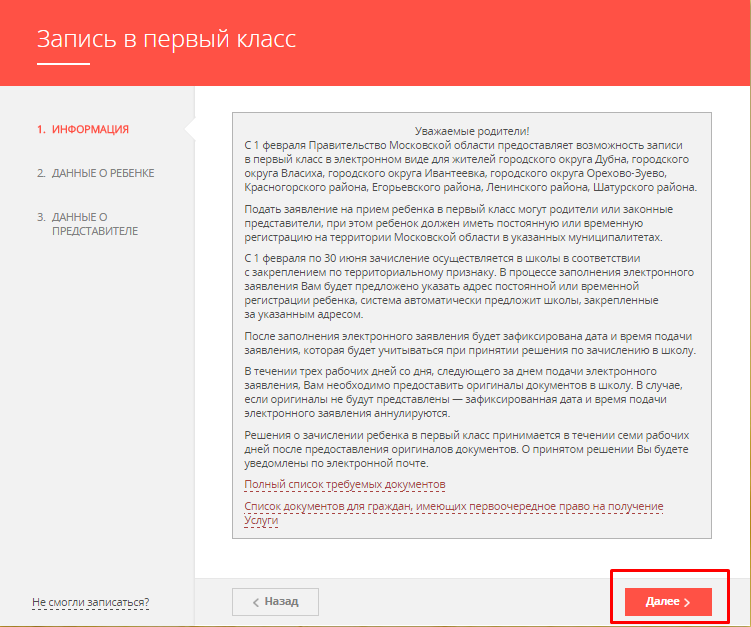 Запись в первый класс
1. ИНФОРМАЦИЯ
2. ДАННЫЕ О РЕБЕНКЕ
3. ДАННЫЕ О
ПРЕДСТАВИТЕЛЕ
Уважаемые родители!
С 1 февраля Правительство Московской области предоставляет возможность записи
в первый класс в электронном виде для жителей городского округа Дубна, городского
округа Власиха, городского округа Ивантеевка, городского округа Орехово-Зуево,
Красногорского района, Егорьевского района, Ленинского района, Шатурского района.
Подать заявление на прием ребенка в первый класс могут родители или законные
представители, при этом ребенок должен иметь постоянную или временную
регистрацию на территории Московской области в указанных муниципалитетах.
С 1 февраля по 30 июня зачисление осуществляется в школы в соответствии
с закреплением по территориальному признаку. В процессе заполнения электронного
заявления Вам будет предложено указать адрес постоянной или временной
регистрации ребенка, система автоматически предложит школы, закрепленные
за указанным адресом.
После заполнения электронного заявления будет зафиксирована дата и время подачи
заявления, которая будет учитываться при принятии решения по зачислению в школу.
В течении трех рабочих дней со дня, следующего за днем подачи электронного
заявления, Вам необходимо предоставить оригиналы документов в школу. В случае,
если оригиналы не будут представлены — зафиксированная дата и время подачи
электронного заявления аннулируются.
Решения о зачислении ребенка в первый класс принимается в течении семи рабочих
дней после предоставления оригиналов документов. О принятом решении Вы будете
уведомлены по электронной почте.
Полный список требуемых документов
Список документов для граждан, имеющих первоочередное право на получение
Услуги
Не смогли записаться?
Назад
Далее